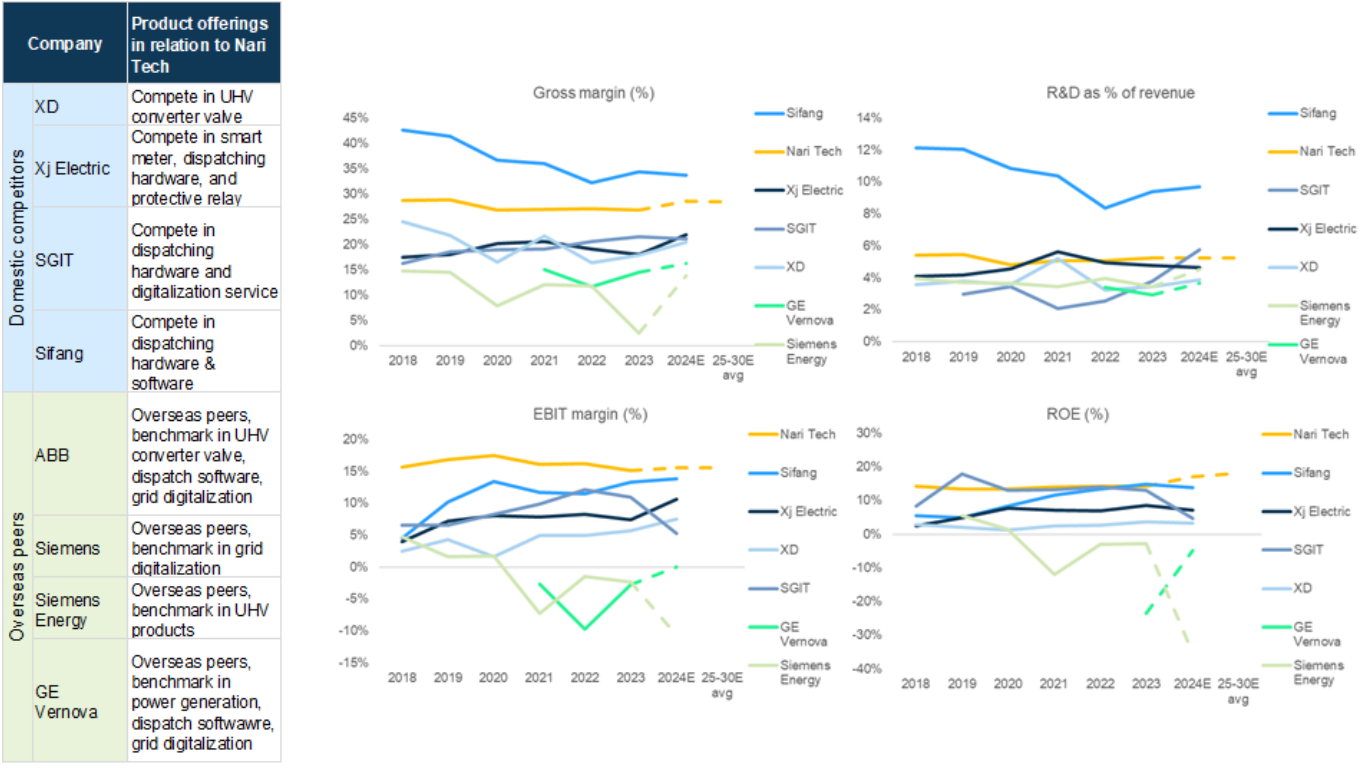 Company
Product offerings
in relation to Nari
Tech
Domestic competitors
XD
Compete in UHV
converter valve
Xj Electric
Compete in smart
meter, dispatching
hardware, and
protective relay
SGIT
Compete in
dispatching
hardware and
digitalization service
Sifang
Compete in
dispatching
hardware &
software
Overseas peers
ABB
Overseas peers,
benchmark in UHV
converter valve,
dispatch software,
grid digitalization
Siemens
Overseas peers,
benchmark in grid
digitalization
Siemens
Energy
Overseas peers,
benchmark in UHV
products
GE
Vernova
Overseas peers,
benchmark in
power generation,
dispatch softwawre,
grid digitalization
Gross margin (%)
45%
40%
35%
30%
25%
20%
15%
10%
5%
0%
2018 2019 2020 2021 2022 2023 2024E 25-30E
avg
Sifang
Nari Tech
Xj Electric
SGIT
XD
GE
Vernova
Siemens
Energy
R&D as % of revenue
14%
12%
10%
8%
6%
4%
2%
0%
2018 2019 2020 2021 2022 2023 2024E 25-30E
avg
Sifang
Nari Tech
SGIT
Xj Electric
XD
Siemens
Energy
GE
Vernova
EBIT margin (%)
20%
15%
10%
5%
0%
-5%
-10%
-15%
2018 2019 2020 2021 2022 2023 2024E 25-30E
avg
Nari Tech
Sifang
Xj Electric
XD
SGIT
GE
Vernova
Siemens
Energy
ROE (%)
30%
20%
10%
0%
-10%
-20%
-30%
-40%
2018 2019 2020 2021 2022 2023 2024E 25-30E
avg
Nari Tech
Sifang
Xj Electric
SGIT
XD
GE
Vernova
Siemens
Energy